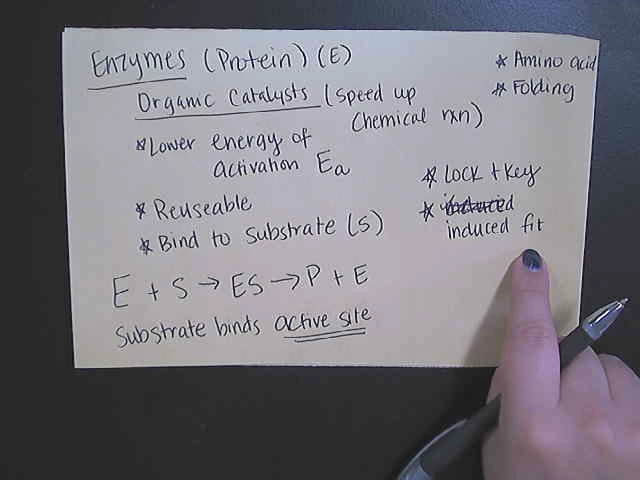 Enzymes (Protein) (E)
* Amino acid
* Folding
Organic Catalysts (speed up
Chemical rxn)
* Lower energy of
activation Ea
* Reuseable
* Bind to Substrate (S)
* Lock + Key
* induced
induced fit
E + S → ES → P + E
Substrate binds active site